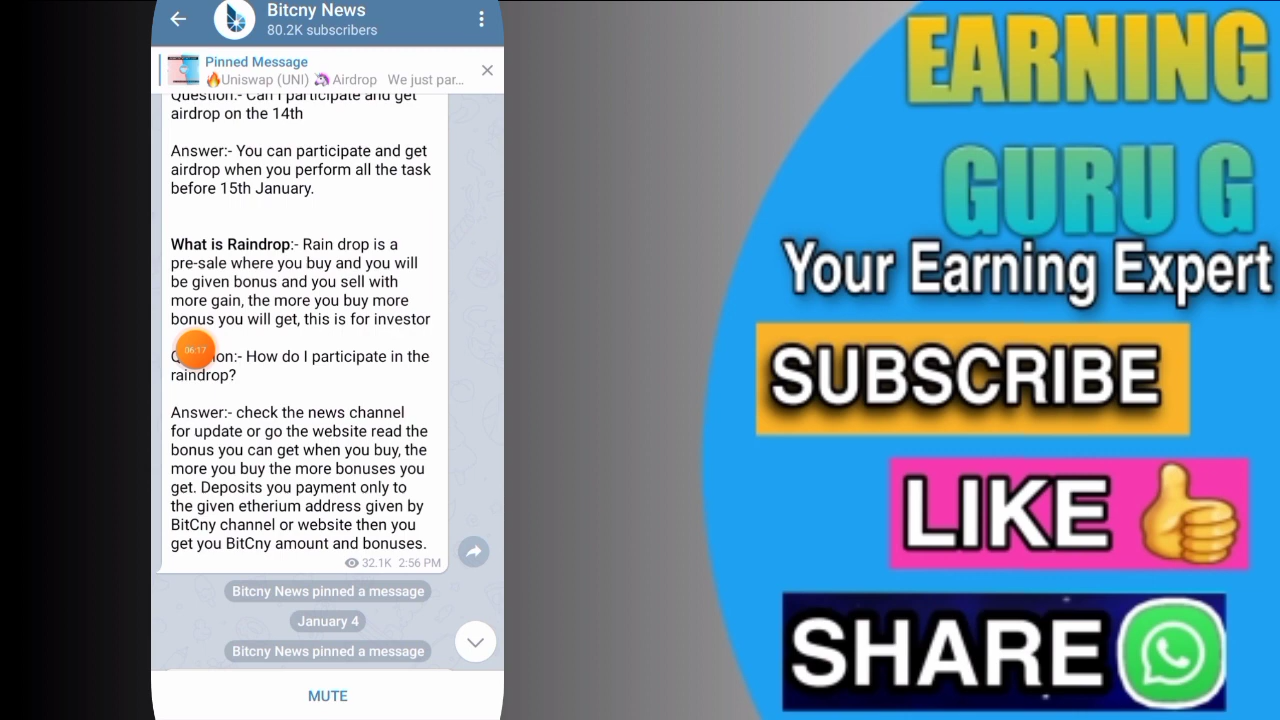 Bitcny News
80.2K subscribers
Pinned Message
🔥Uniswap (UNI) 🦄Airdrop We just par...
Question:- Can I participate and get
airdrop on the 14th
Answer:- You can participate and get
airdrop when you perform all the task
before 15th January.
What is Raindrop:- Rain drop is a
pre-sale where you buy and you will
be given bonus and you sell with
more gain, the more you buy more
bonus you will get, this is for investor
06:17
on:- How do I participate in the
raindrop?
Answer:- check the news channel
for update or go the website read the
bonus you can get when you buy, the
more you buy the more bonuses you
get. Deposits you payment only to
the given etherium address given by
BitCny channel or website then you
get you BitCny amount and bonuses.
32.1K 2:56 PM
Bitcny News pinned a message
January 4
Bitcny News pinned a message
MUTE
EARNING
GURU G
Your Earning Expert
SUBSCRIBE
LIKE
SHARE